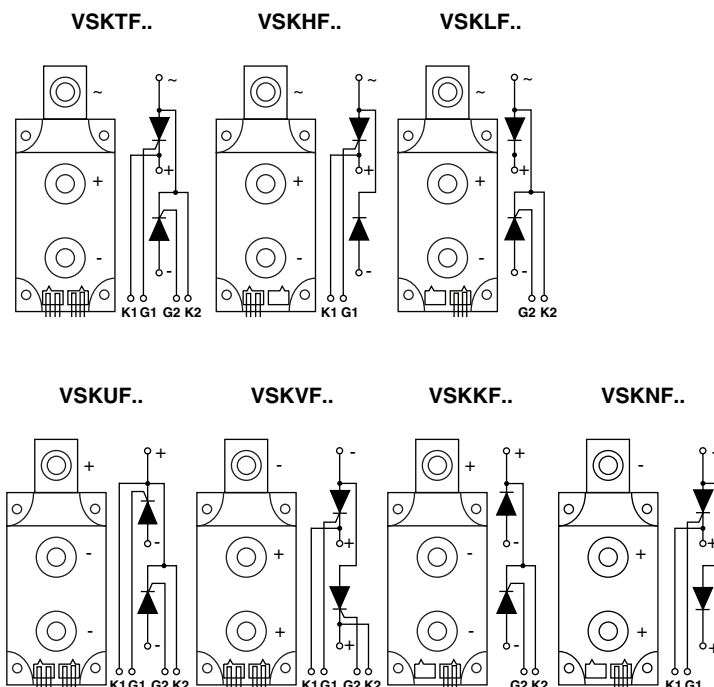 VSKTF.. VSKHF.. VSKLF..
~ ~ ~ ~ ~ ~
+ + + + + +
- - - - - -
K1 G1 G2 K2 K1 G1 G2 K2
VSKUF.. VSKVF.. VSKKF.. VSKNF..
+ + - - + + - -
- - + + - - + +
- - + + - - + +
K1 G1 G2 K2 K1 G1 G2 K2 G2 K2 K1 G1